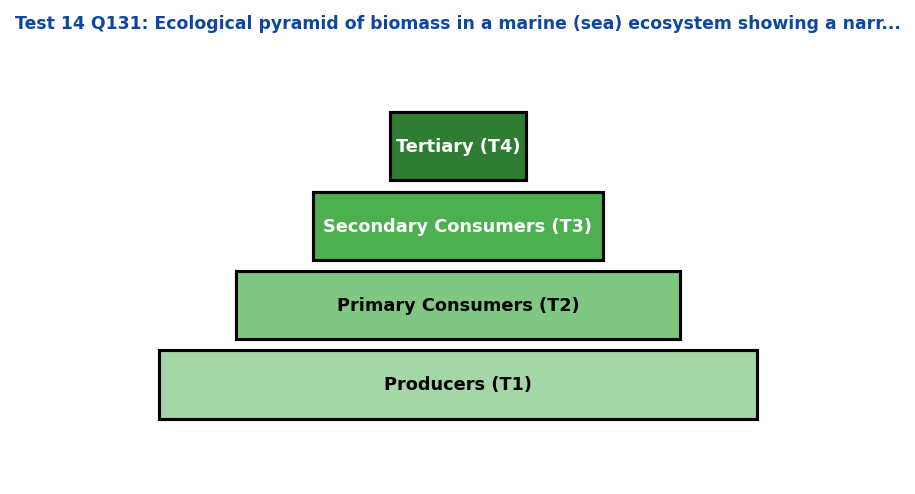 Test 14 Q131: Ecological pyramid of biomass in a marine (sea) ecosystem showing a narr...
Tertiary (T4)
Secondary Consumers (T3)
Primary Consumers (T2)
Producers (T1)